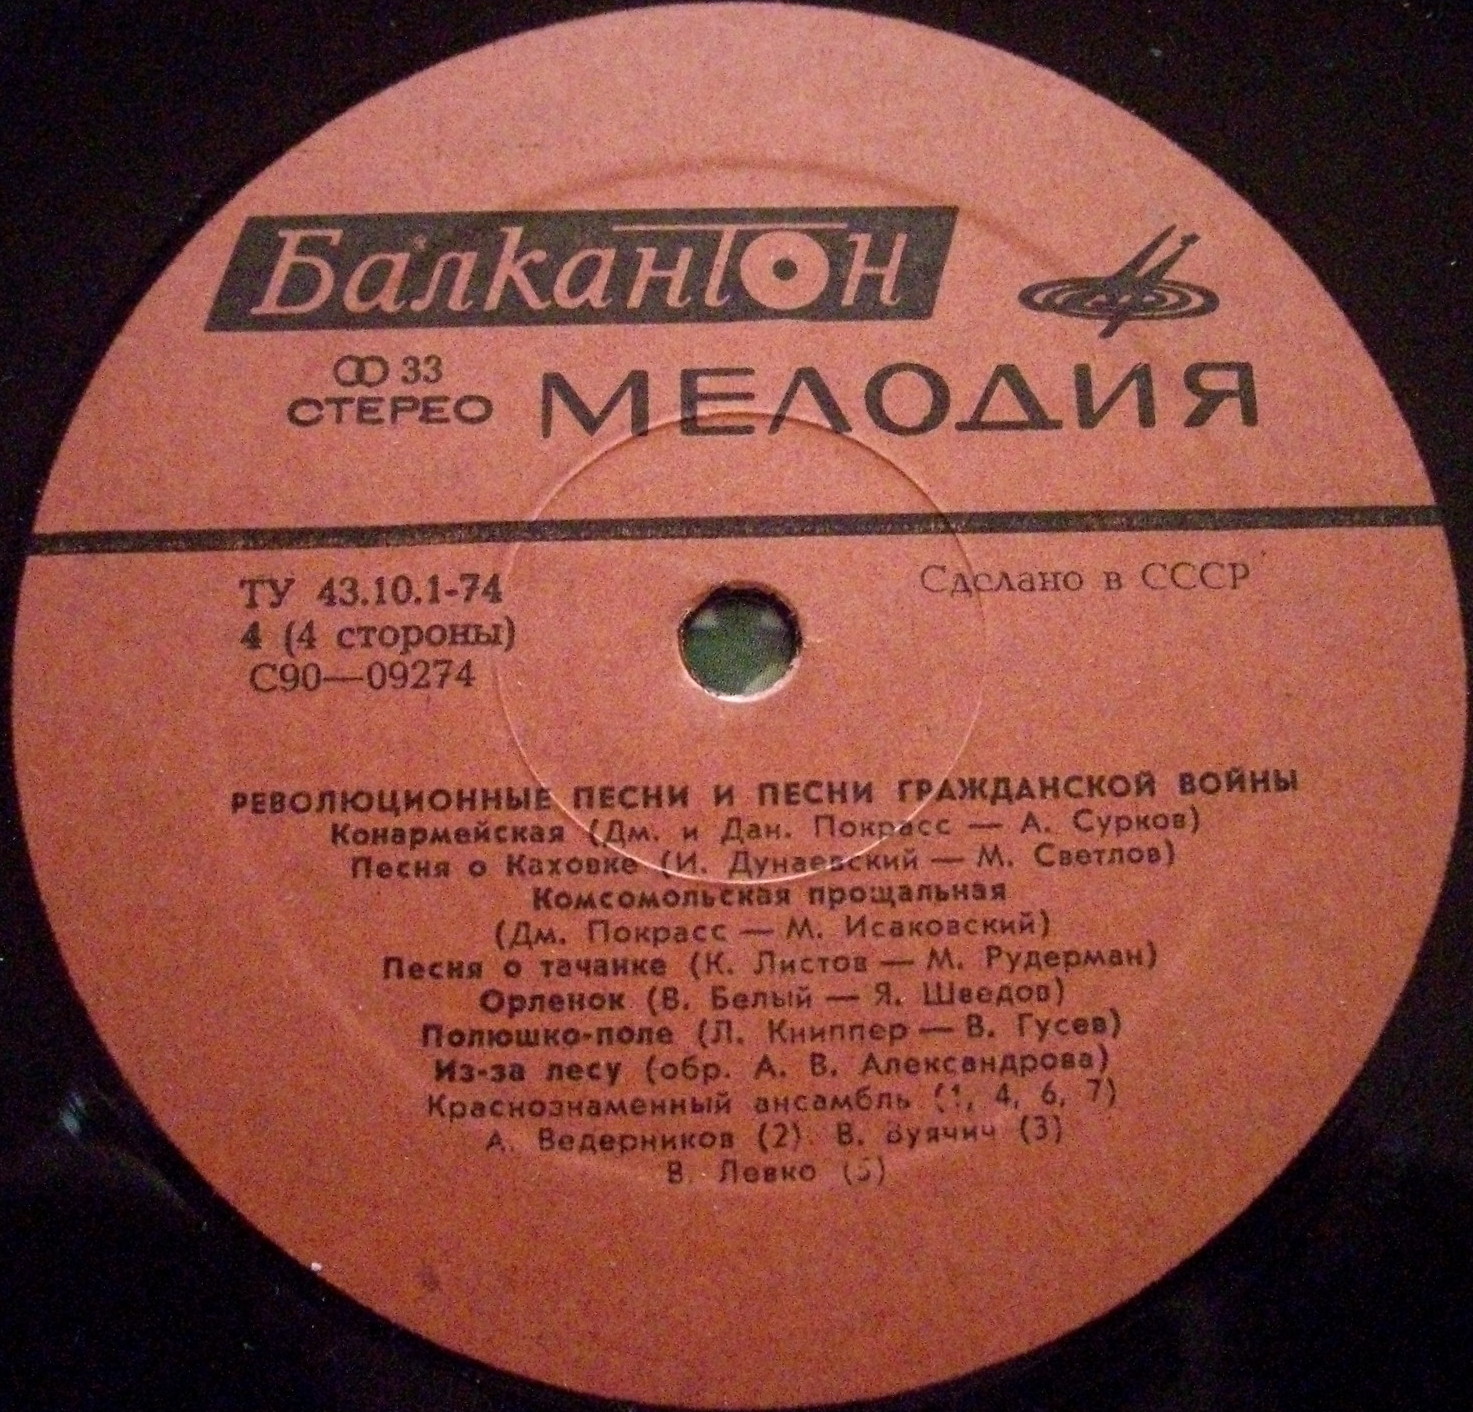 Балкантон
33
СТЕРЕО
МЕЛОДИЯ
ТУ 43.10.1-74
Сделано в СССР
4 (4 стороны)
С90—09274
РЕВОЛЮЦИОННЫЕ ПЕСНИ И ПЕСНИ ГРАЖДАНСКОЙ ВОЙНЫ
Конармейская (Дм. и Дан. Покрасс — А. Сурков)
Песня о Каховке (И. Дунаевский — М. Светлов)
Комсомольская прощальная
(Дм. Покрасс — М. Исаковский)
Песня о тачанке (К. Листов — М. Рудерман)
Орленок (В. Белый — Я. Шведов)
Полюшко-поле (Л. Книппер — В. Гусев)
Из-за лесу (обр. А. В. Александрова)
Краснознаменный ансамбль (1, 4, 6, 7)
А. Ведерников (2). В. Вуячич (3)
В. Левко (5)